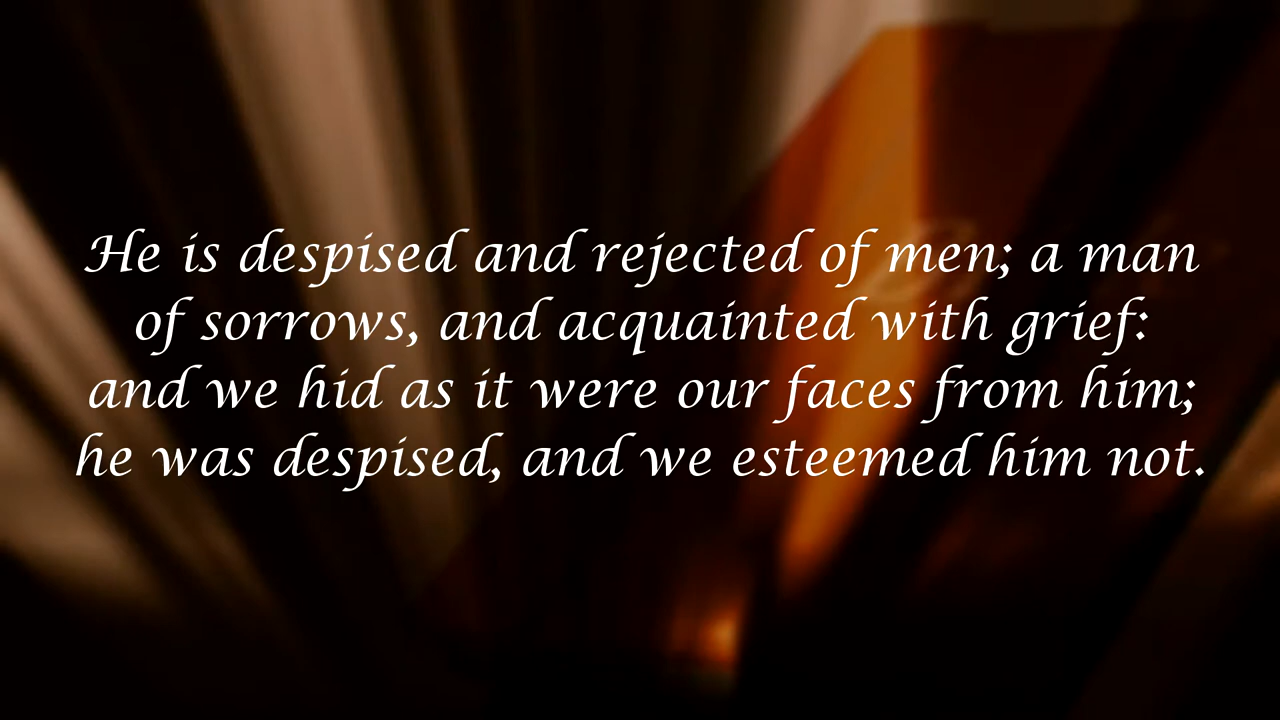 He is despised and rejected of men; a man
of sorrows, and acquainted with grief:
and we hid as it were our faces from him;
he was despised, and we esteemed him not.